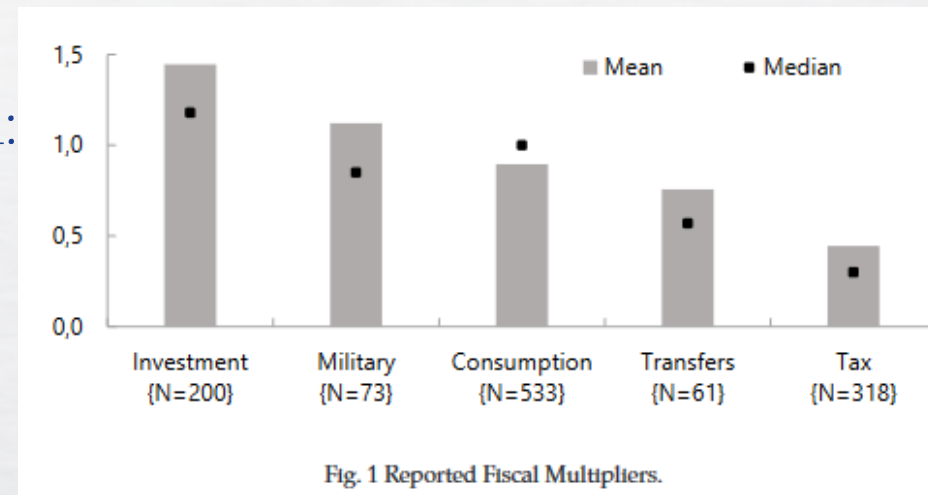 1,5
Mean
Median
1,0
0,5
0,0
Investment Military Consumption Transfers Tax
{N=200} {N=73} {N=533} {N=61} {N=318}
Fig. 1 Reported Fiscal Multipliers.